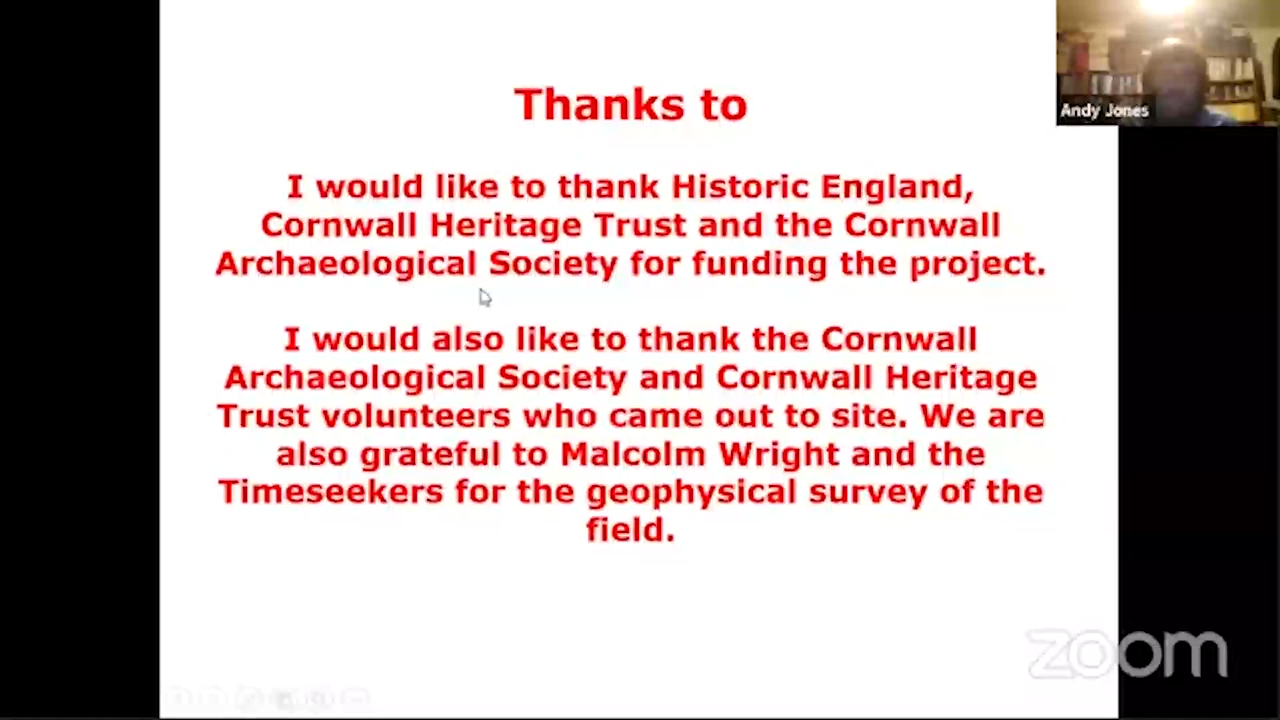 Thanks to
I would like to thank Historic England,
Cornwall Heritage Trust and the Cornwall
Archaeological Society for funding the project.
I would also like to thank the Cornwall
Archaeological Society and Cornwall Heritage
Trust volunteers who came out to site. We are
also grateful to Malcolm Wright and the
Timeseekers for the geophysical survey of the
field.
Andy Jones
zoom